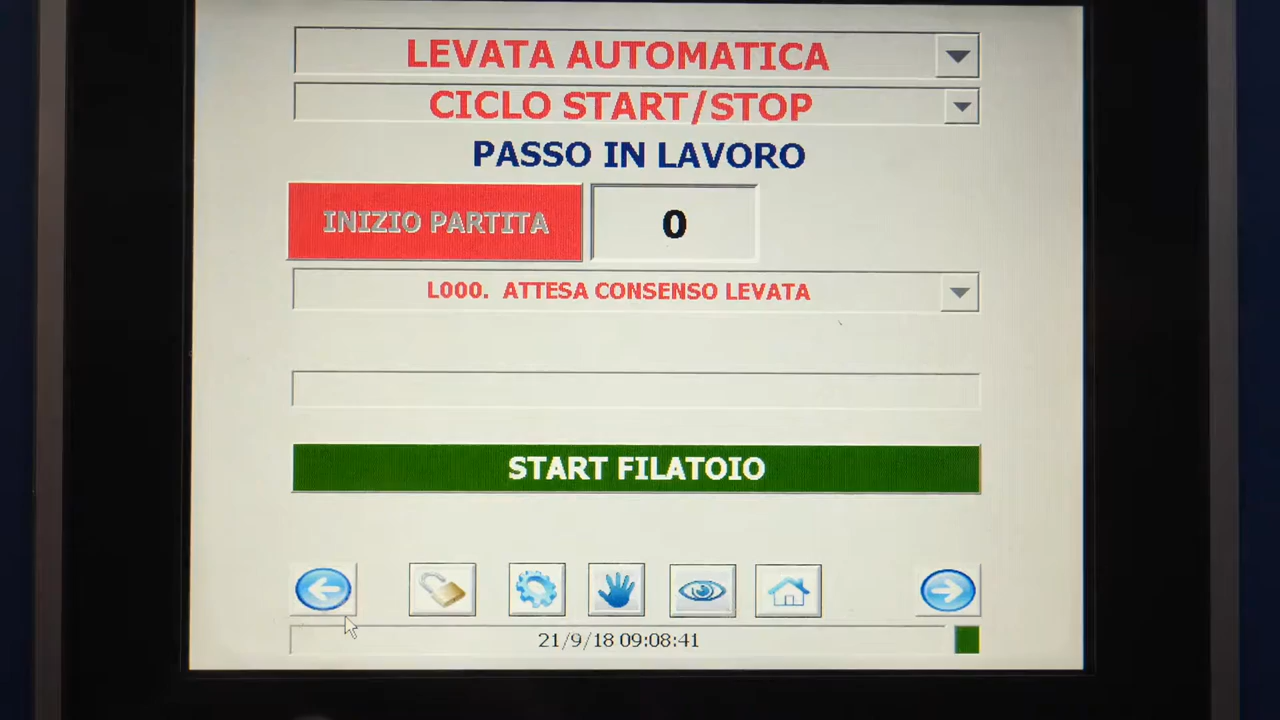 LEVATA AUTOMATICA
CICLO START/STOP
PASSO IN LAVORO
INIZIO PARTITA 0
L000. ATTESA CONSENSO LEVATA
START FILATOIO
21/9/18 09:08:41